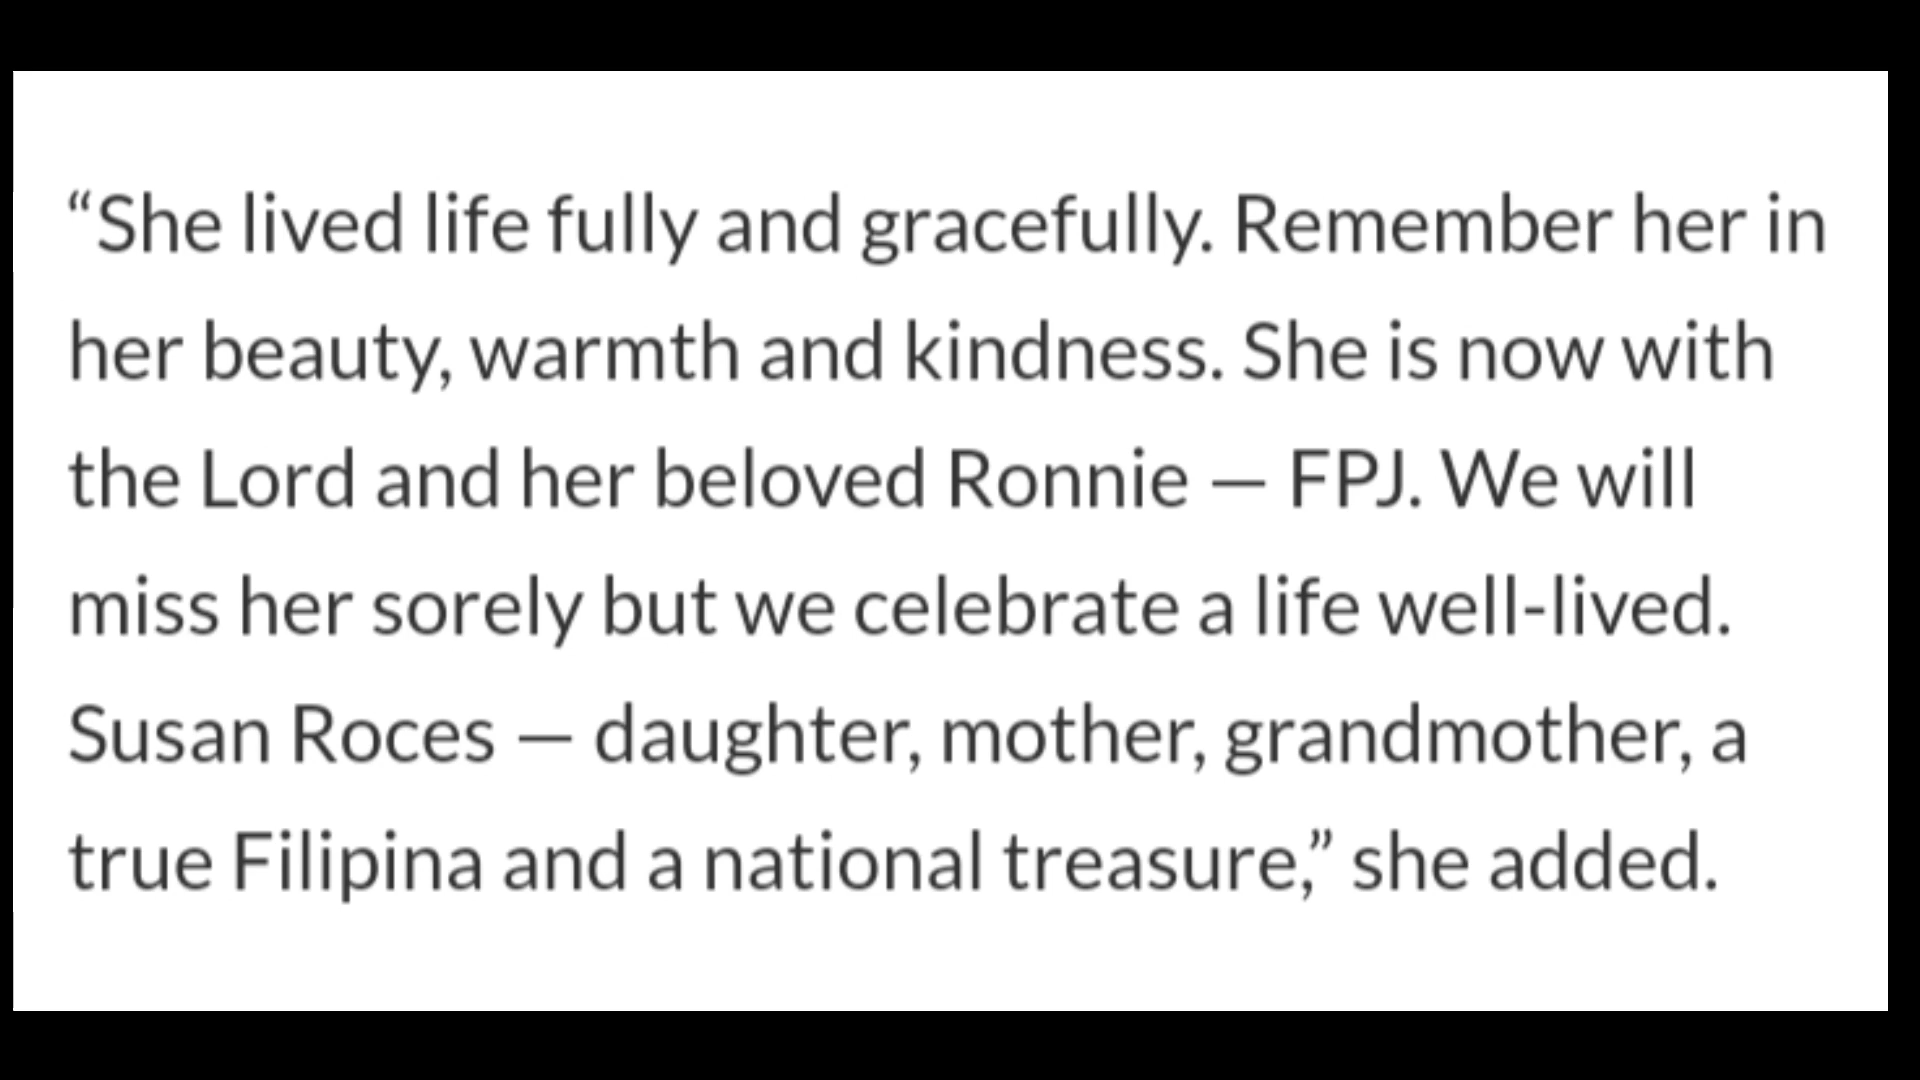 “She lived life fully and gracefully. Remember her in
her beauty, warmth and kindness. She is now with
the Lord and her beloved Ronnie — FPJ. We will
miss her sorely but we celebrate a life well-lived.
Susan Roces — daughter, mother, grandmother, a
true Filipina and a national treasure,” she added.